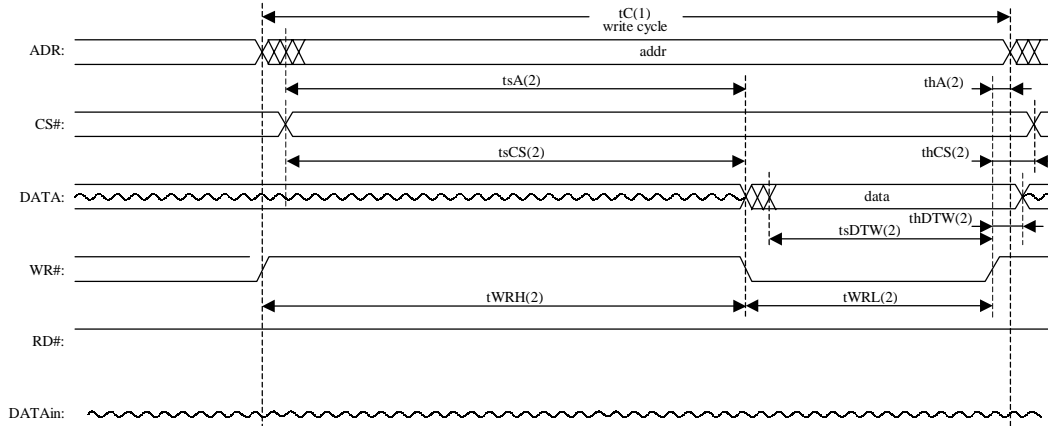 tC(1)
write cycle
ADR:
addr
tsA(2)
thA(2)
CS#:
tsCS(2)
thCS(2)
DATA:
data
thDTW(2)
tsDTW(2)
WR#:
tWRH(2)
tWRL(2)
RD#:
DATAin: